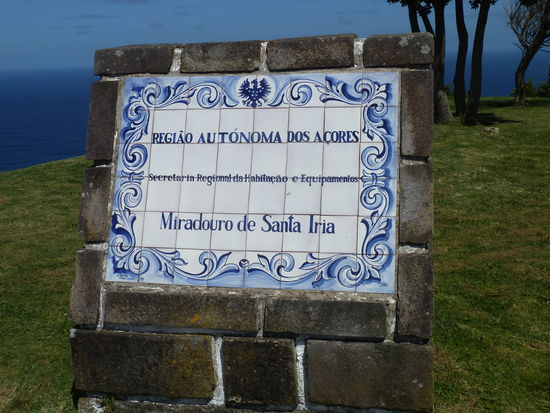 REGIÃO AUTÓNOMA DOS AÇORES
Secretaria Regional da Habitação e Equipamentos
Miradouro de Santa Iria